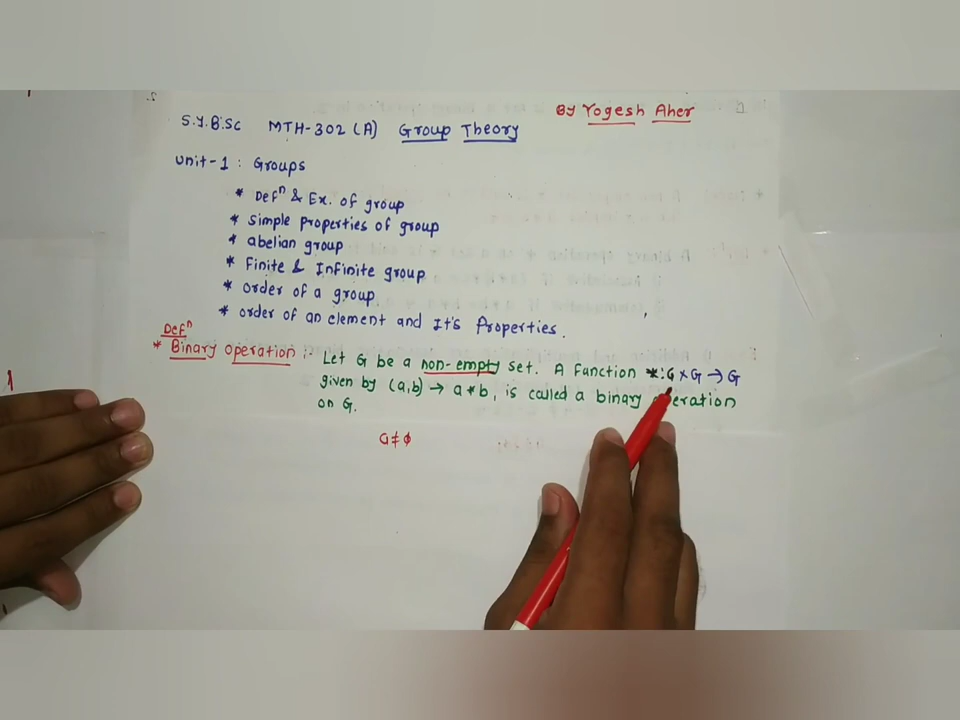 By Yogesh Aher
S.Y.B.Sc MTH-302 (A) Group Theory
Unit-1 : Groups
* Defⁿ & Ex. of group
* Simple properties of group
* abelian group
* Finite & Infinite group
* order of a group
* order of an element and It's Properties.
Defⁿ
* Binary operation :- Let G be a non-empty set. A function *: G × G → G
given by (a,b) → a * b, is called a binary operation
on G.
G ≠ ϕ
1